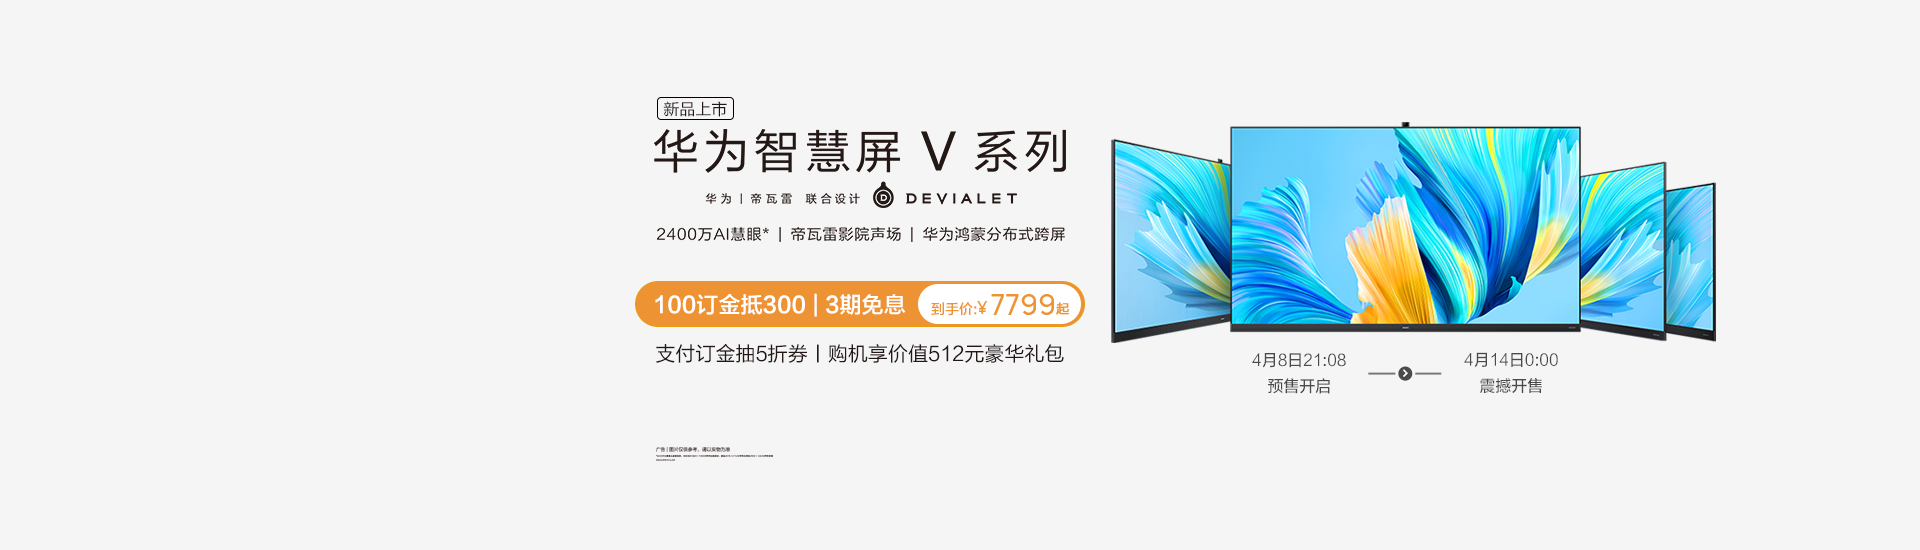 新品上市
华为智慧屏 V 系列
华为 | 帝瓦雷 联合设计 DEVIALET
2400万AI慧眼* | 帝瓦雷影院声场 | 华为鸿蒙分布式跨屏
100订金抵300 | 3期免息 到手价:¥7799起
支付订金抽5折券丨购机享价值512元豪华礼包
4月8日21:08
预售开启
4月14日0:00
震撼开售
广告 | 图片仅供参考，请以实物为准